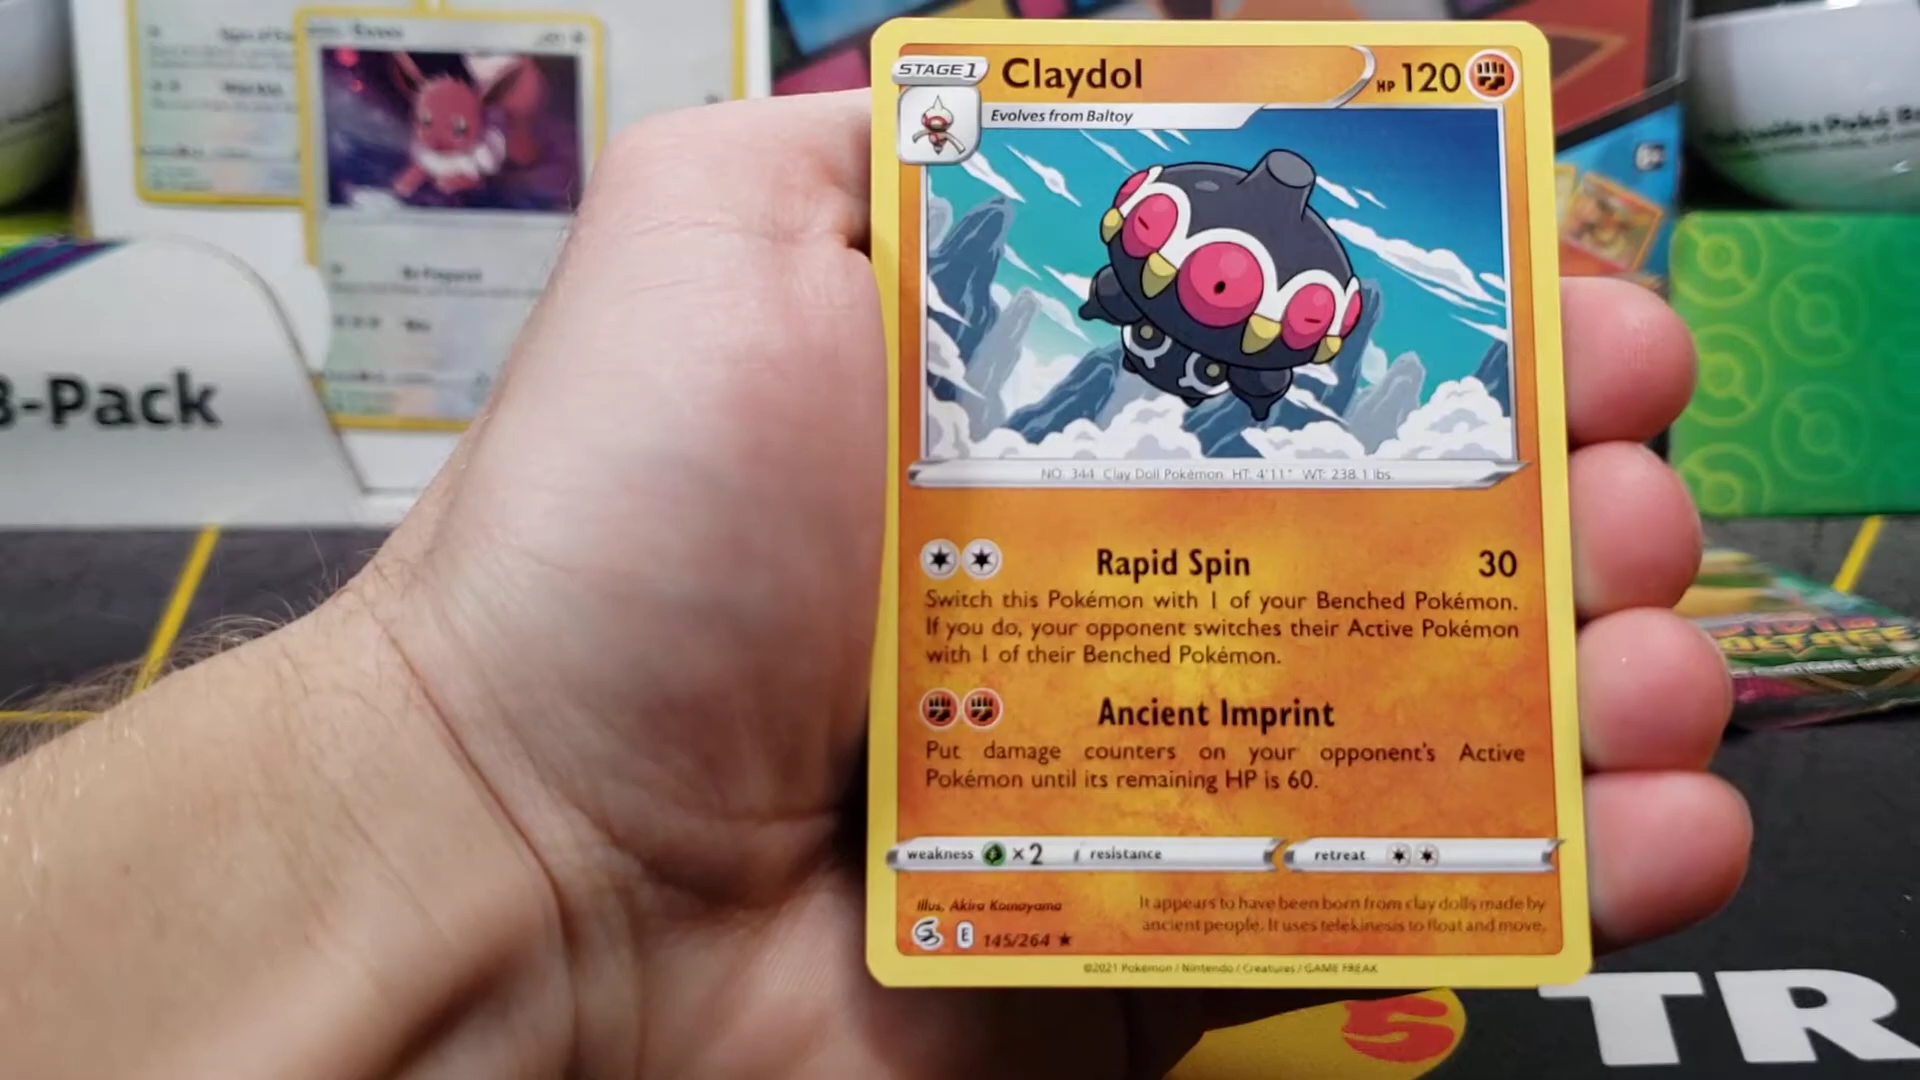 STAGE 1
Claydol
HP 120
Evolves from Baltoy
NO. 344 Clay Doll Pokémon HT: 4'11" WT: 238.1 lbs.
Rapid Spin 30
Switch this Pokémon with 1 of your Benched Pokémon.
If you do, your opponent switches their Active Pokémon
with 1 of their Benched Pokémon.
Ancient Imprint
Put damage counters on your opponent's Active
Pokémon until its remaining HP is 60.
weakness ×2 resistance retreat
Illus. Akira Komayama
It appears to have been born from clay dolls made by
ancient people. It uses telekinesis to float and move.
E 145/264 ★
©2021 Pokémon / Nintendo / Creatures / GAME FREAK
3-Pack
TR